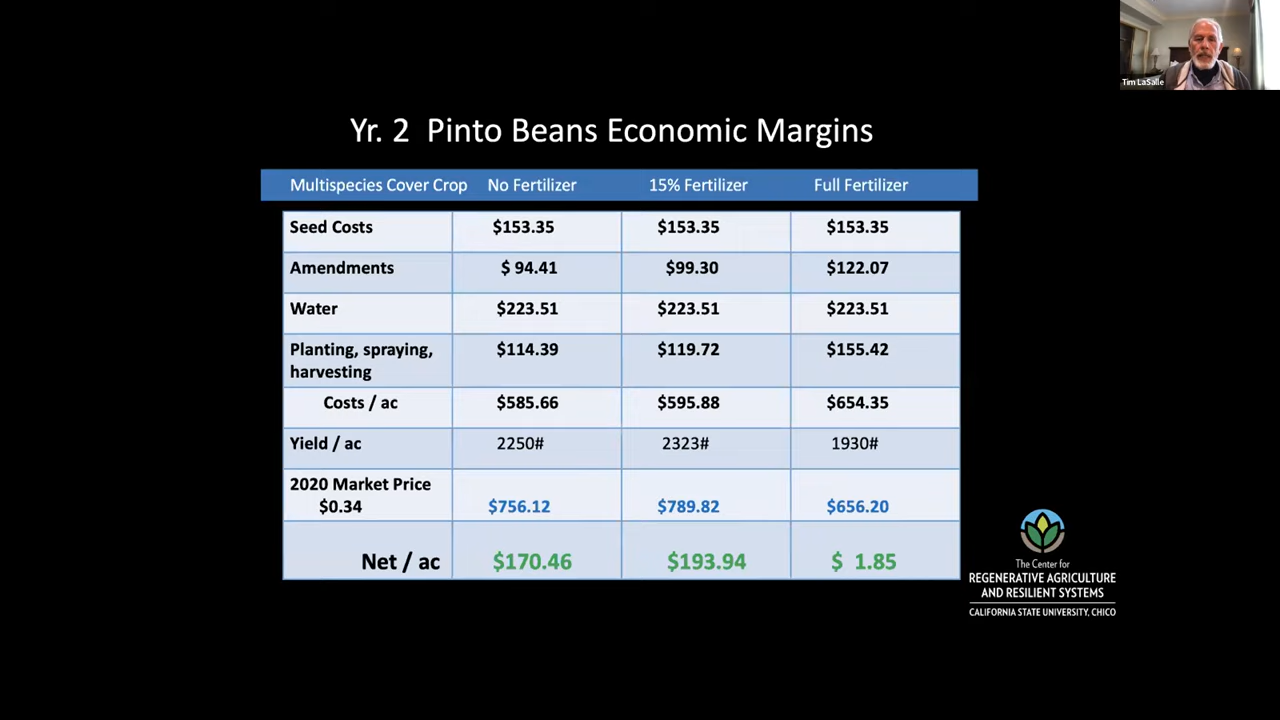 Tim LaSalle
Yr. 2 Pinto Beans Economic Margins
Multispecies Cover Crop No Fertilizer 15% Fertilizer Full Fertilizer
Seed Costs $153.35 $153.35 $153.35
Amendments $ 94.41 $99.30 $122.07
Water $223.51 $223.51 $223.51
Planting, spraying,
harvesting $114.39 $119.72 $155.42
Costs / ac $585.66 $595.88 $654.35
Yield / ac 2250# 2323# 1930#
2020 Market Price
$0.34 $756.12 $789.82 $656.20
Net / ac $170.46 $193.94 $ 1.85
The Center for
REGENERATIVE AGRICULTURE
AND RESILIENT SYSTEMS
CALIFORNIA STATE UNIVERSITY, CHICO